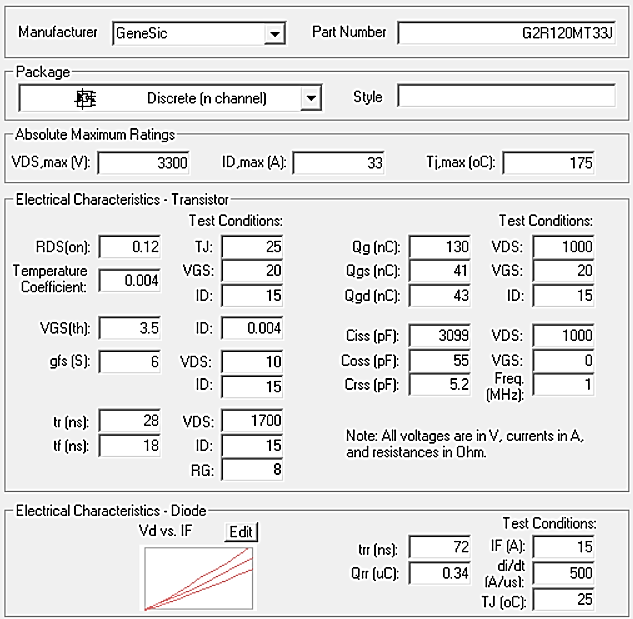 Manufacturer GeneSic Part Number G2R120MT33J
Package
Discrete (n channel) Style
Absolute Maximum Ratings
VDS,max (V): 3300 ID,max (A): 33 Tj,max (oC): 175
Electrical Characteristics - Transistor
Test Conditions: Test Conditions:
RDS(on): 0.12 TJ: 25 Qg (nC): 130 VDS: 1000
Temperature Coefficient: 0.004 VGS: 20 Qgs (nC): 41 VGS: 20
ID: 15 Qgd (nC): 43 ID: 15
VGS(th): 3.5 ID: 0.004 Ciss (pF): 3099 VDS: 1000
gfs (S): 6 VDS: 10 Coss (pF): 55 VGS: 0
ID: 15 Crss (pF): 5.2 Freq. (MHz): 1
tr (ns): 28 VDS: 1700
tf (ns): 18 ID: 15
RG: 8
Note: All voltages are in V, currents in A,
and resistances in Ohm.
Electrical Characteristics - Diode
Vd vs. IF Edit Test Conditions:
trr (ns): 72 IF (A): 15
Qrr (uC): 0.34 di/dt (A/us): 500
TJ (oC): 25